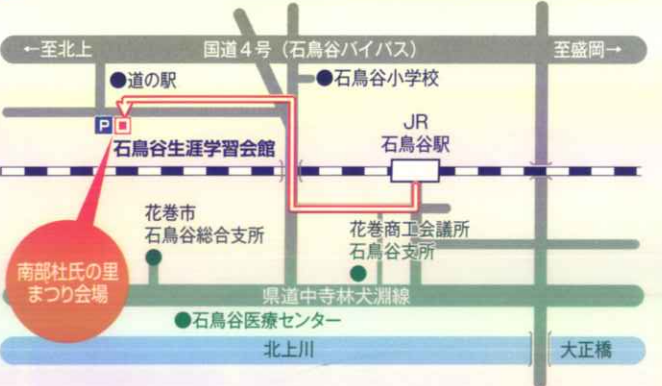 ←至北上
国道4号(石鳥谷バイパス)
至盛岡→
●道の駅
●石鳥谷小学校
P
石鳥谷生涯学習会館
JR
石鳥谷駅
花巻市
石鳥谷総合支所
花巻商工会議所
石鳥谷支所
南部杜氏の里
まつり会場
県道中寺林犬淵線
●石鳥谷医療センター
北上川
大正橋